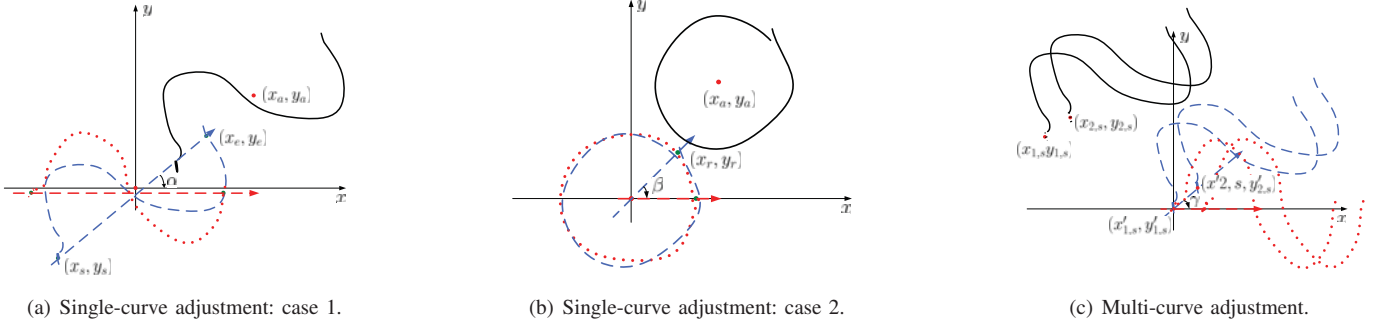 y
(x_a, y_a]
(x_e, y_e]
α
x
(x_s, y_s]
(a) Single-curve adjustment: case 1.
y
(x_a, y_a]
(x_r, y_r]
β
x
(b) Single-curve adjustment: case 2.
y
(x_{2,s}, y_{2,s})
(x_{1,s}y_{1,s}]
(x'2, s, y'_{2,s}]
γ
x
(x'_{1,s}, y'_{1,s}]
(c) Multi-curve adjustment.